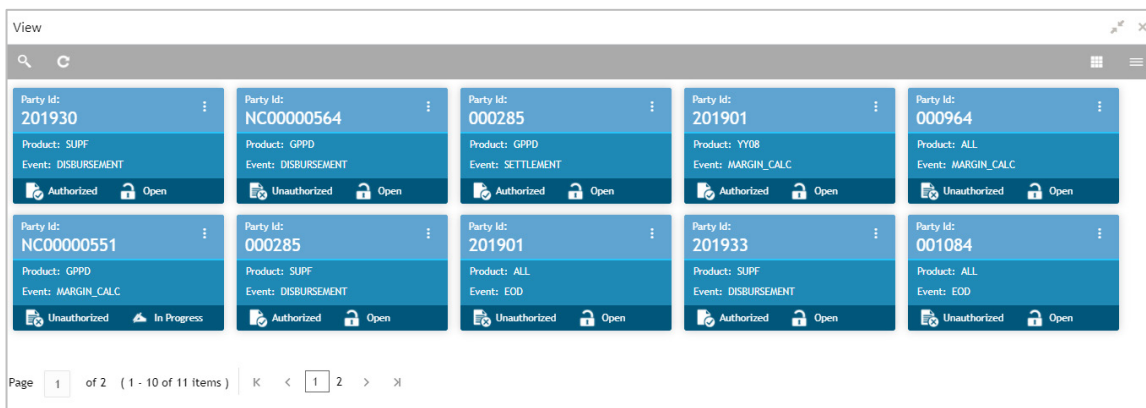 View
Party Id:
201930
Product: SUPF
Event: DISBURSEMENT
Authorized Open
Party Id:
NC00000564
Product: GPPD
Event: DISBURSEMENT
Unauthorized Open
Party Id:
000285
Product: GPPD
Event: SETTLEMENT
Authorized Open
Party Id:
201901
Product: YY08
Event: MARGIN_CALC
Authorized Open
Party Id:
000964
Product: ALL
Event: MARGIN_CALC
Unauthorized Open
Party Id:
NC00000551
Product: GPPD
Event: MARGIN_CALC
Unauthorized In Progress
Party Id:
000285
Product: SUPF
Event: DISBURSEMENT
Authorized Open
Party Id:
201901
Product: ALL
Event: EOD
Unauthorized Open
Party Id:
201933
Product: SUPF
Event: DISBURSEMENT
Authorized Open
Party Id:
001084
Product: ALL
Event: EOD
Unauthorized Open
Page 1 of 2 ( 1 - 10 of 11 items ) 1 2